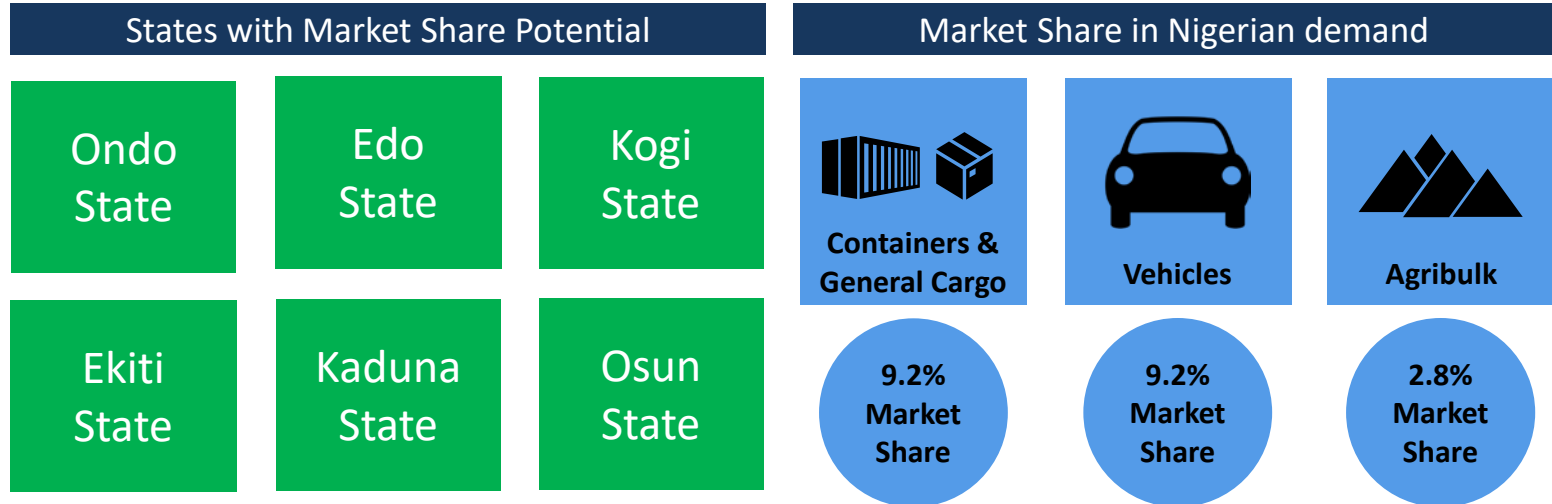 States with Market Share Potential
Ondo
State
Edo
State
Kogi
State
Ekiti
State
Kaduna
State
Osun
State
Market Share in Nigerian demand
Containers &
General Cargo
Vehicles
Agribulk
9.2%
Market
Share
9.2%
Market
Share
2.8%
Market
Share